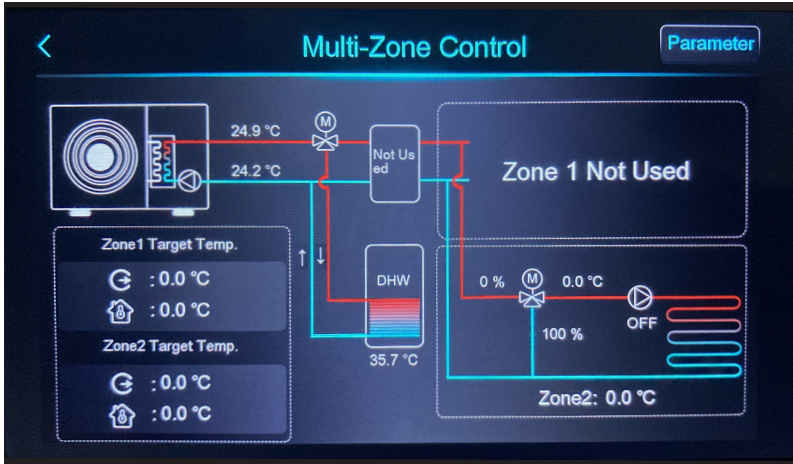 Multi-Zone Control
Parameter
24.9 °C
M
24.2 °C
Not Us
ed
Zone 1 Not Used
Zone1 Target Temp.
: 0.0 °C
: 0.0 °C
Zone2 Target Temp.
: 0.0 °C
: 0.0 °C
DHW
35.7 °C
0 %
M
0.0 °C
OFF
100 %
Zone2: 0.0 °C